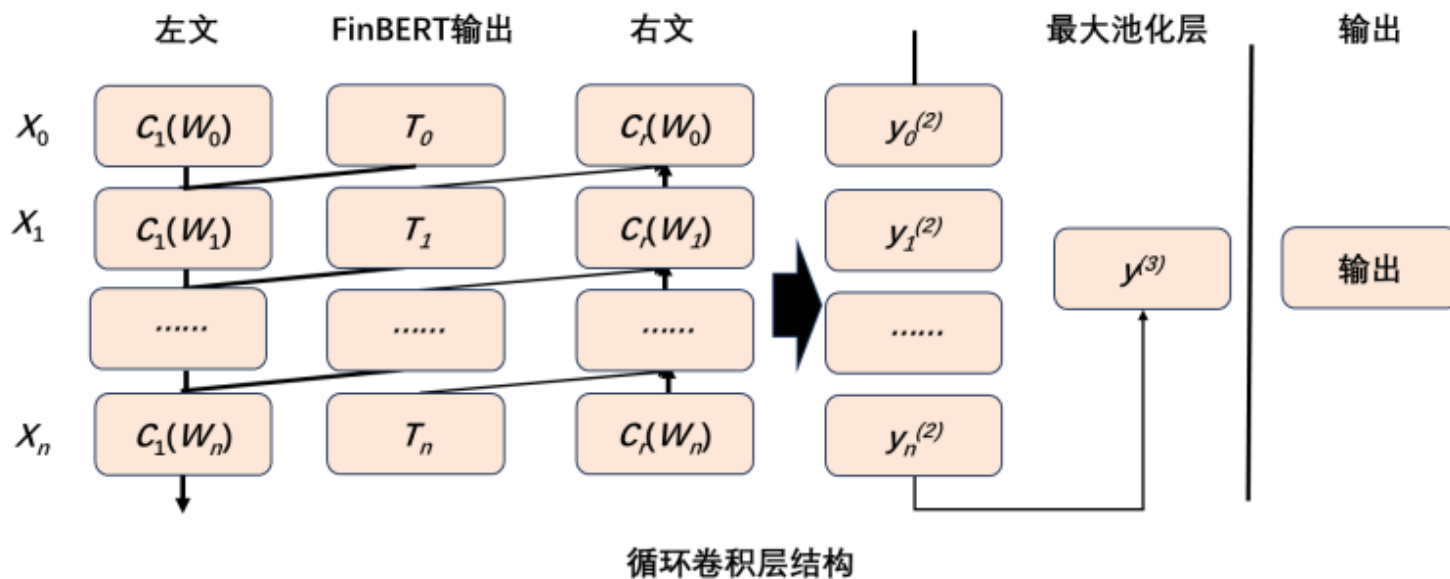 左文 FinBERT输出 右文 最大池化层 输出
X₀ C₁(W₀) T₀ Cᵣ(W₀) y₀⁽²⁾
X₁ C₁(W₁) T₁ Cᵣ(W₁) y₁⁽²⁾
y⁽³⁾ 输出
…… …… …… ……
Xₙ C₁(Wₙ) Tₙ Cᵣ(Wₙ) yₙ⁽²⁾
循环卷积层结构